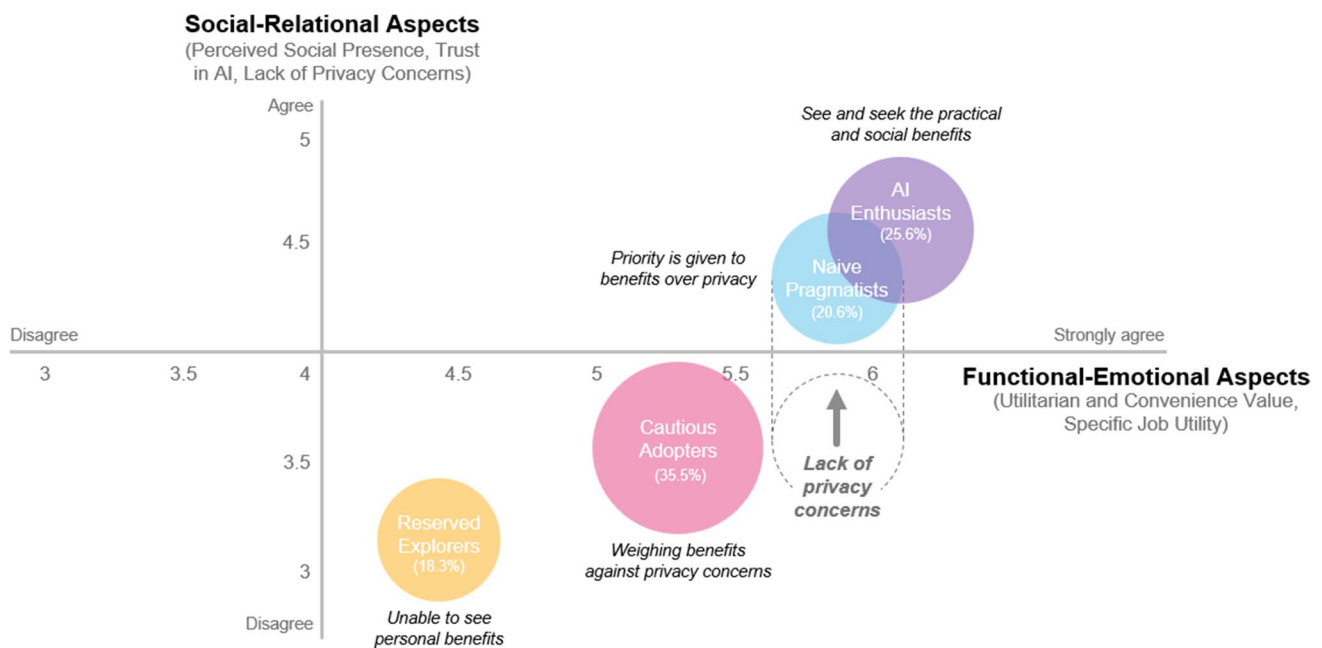 Social-Relational Aspects
(Perceived Social Presence, Trust
in AI, Lack of Privacy Concerns)
Agree
5
4.5
See and seek the practical
and social benefits
AI
Enthusiasts
(25.6%)
Priority is given to
benefits over privacy
Naive
Pragmatists
(20.6%)
Disagree
Strongly agree
3
3.5
4
4.5
5
5.5
6
Functional-Emotional Aspects
(Utilitarian and Convenience Value,
Specific Job Utility)
Cautious
Adopters
(35.5%)
Lack of
privacy
concerns
3.5
Reserved
Explorers
(18.3%)
Weighing benefits
against privacy concerns
3
Disagree
Unable to see
personal benefits